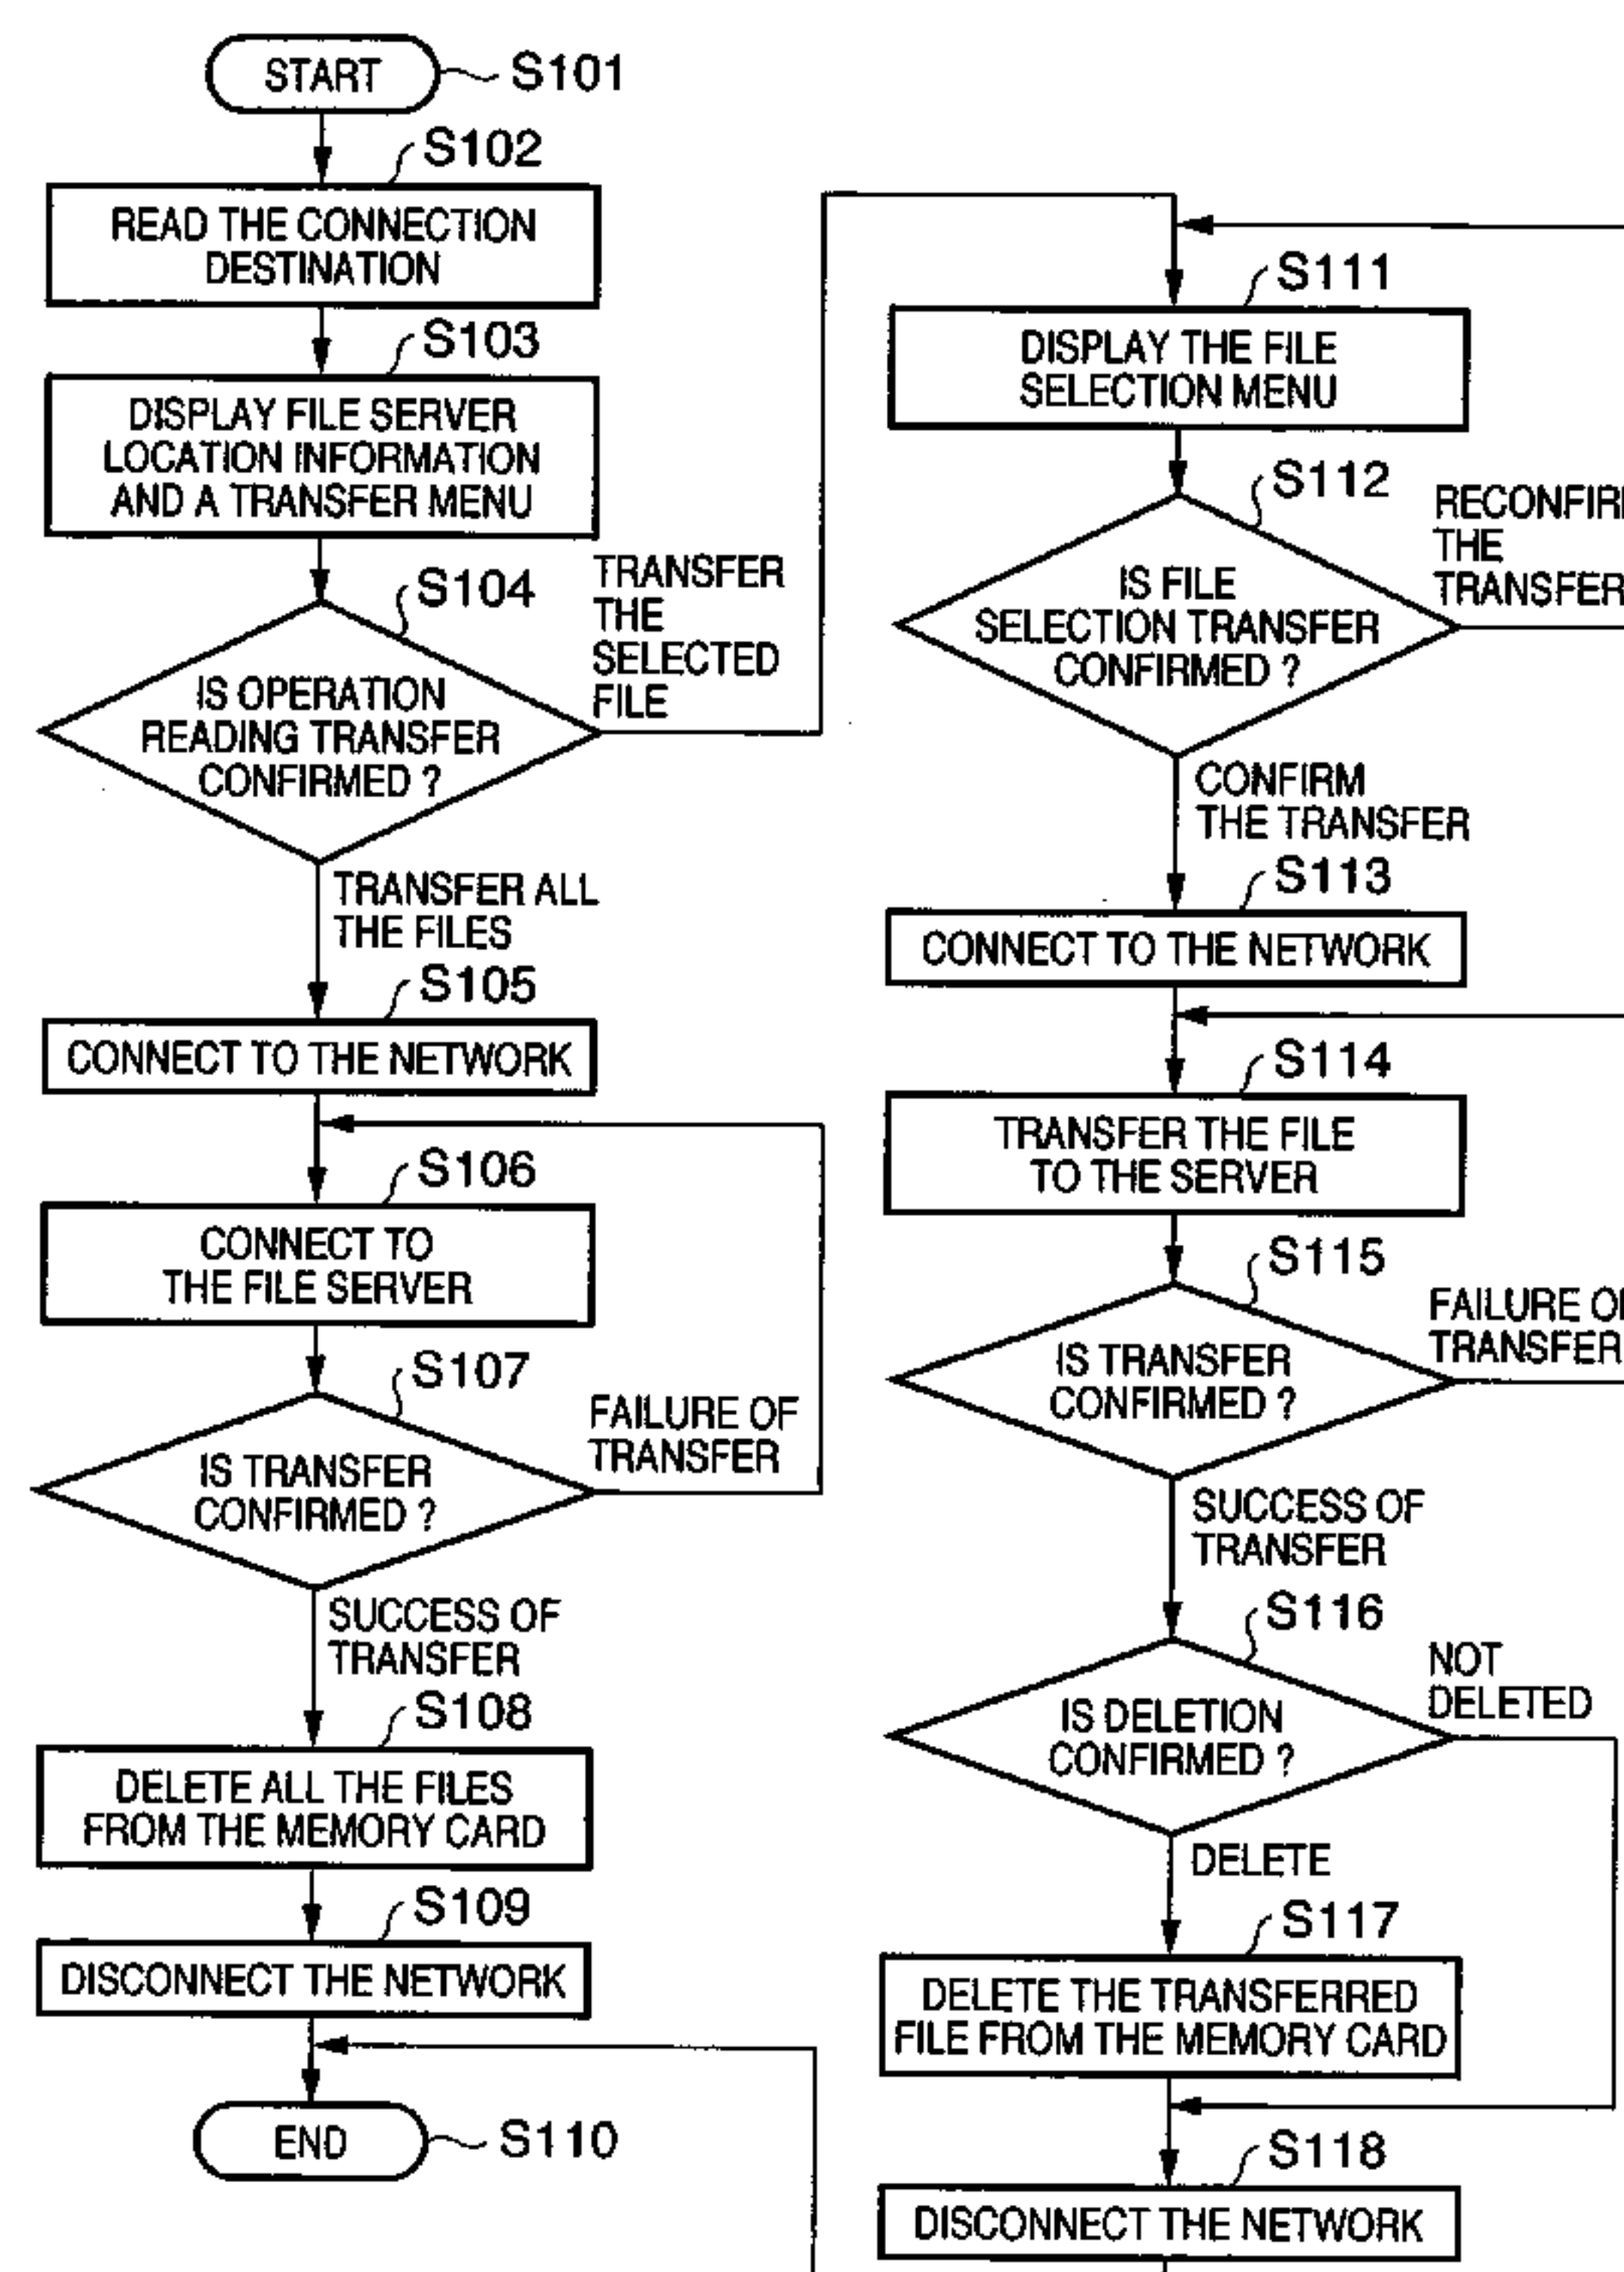 START
S101
S102
READ THE CONNECTION
DESTINATION
S103
DISPLAY FILE SERVER
LOCATION INFORMATION
AND A TRANSFER MENU
S104
IS OPERATION
READING TRANSFER
CONFIRMED ?
TRANSFER
THE
SELECTED
FILE
TRANSFER ALL
THE FILES
S105
CONNECT TO THE NETWORK
S106
CONNECT TO
THE FILE SERVER
S107
IS TRANSFER
CONFIRMED ?
FAILURE OF
TRANSFER
SUCCESS OF
TRANSFER
S108
DELETE ALL THE FILES
FROM THE MEMORY CARD
S109
DISCONNECT THE NETWORK
END
S110
S111
DISPLAY THE FILE
SELECTION MENU
S112
IS FILE
SELECTION TRANSFER
CONFIRMED ?
THE
TRANSFER
CONFIRM
THE TRANSFER
S113
CONNECT TO THE NETWORK
S114
TRANSFER THE FILE
TO THE SERVER
S115
IS TRANSFER
CONFIRMED ?
FAILURE
TRANSFER
SUCCESS OF
TRANSFER
S116
IS DELETION
CONFIRMED ?
NOT
DELETED
DELETE
S117
DELETE THE TRANSFERRED
FILE FROM THE MEMORY CARD
S118
DISCONNECT THE NETWORK